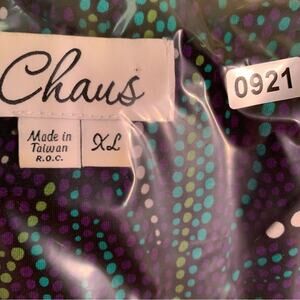 Chaus
0921
Made in
Taiwan
R.O.C.
XL